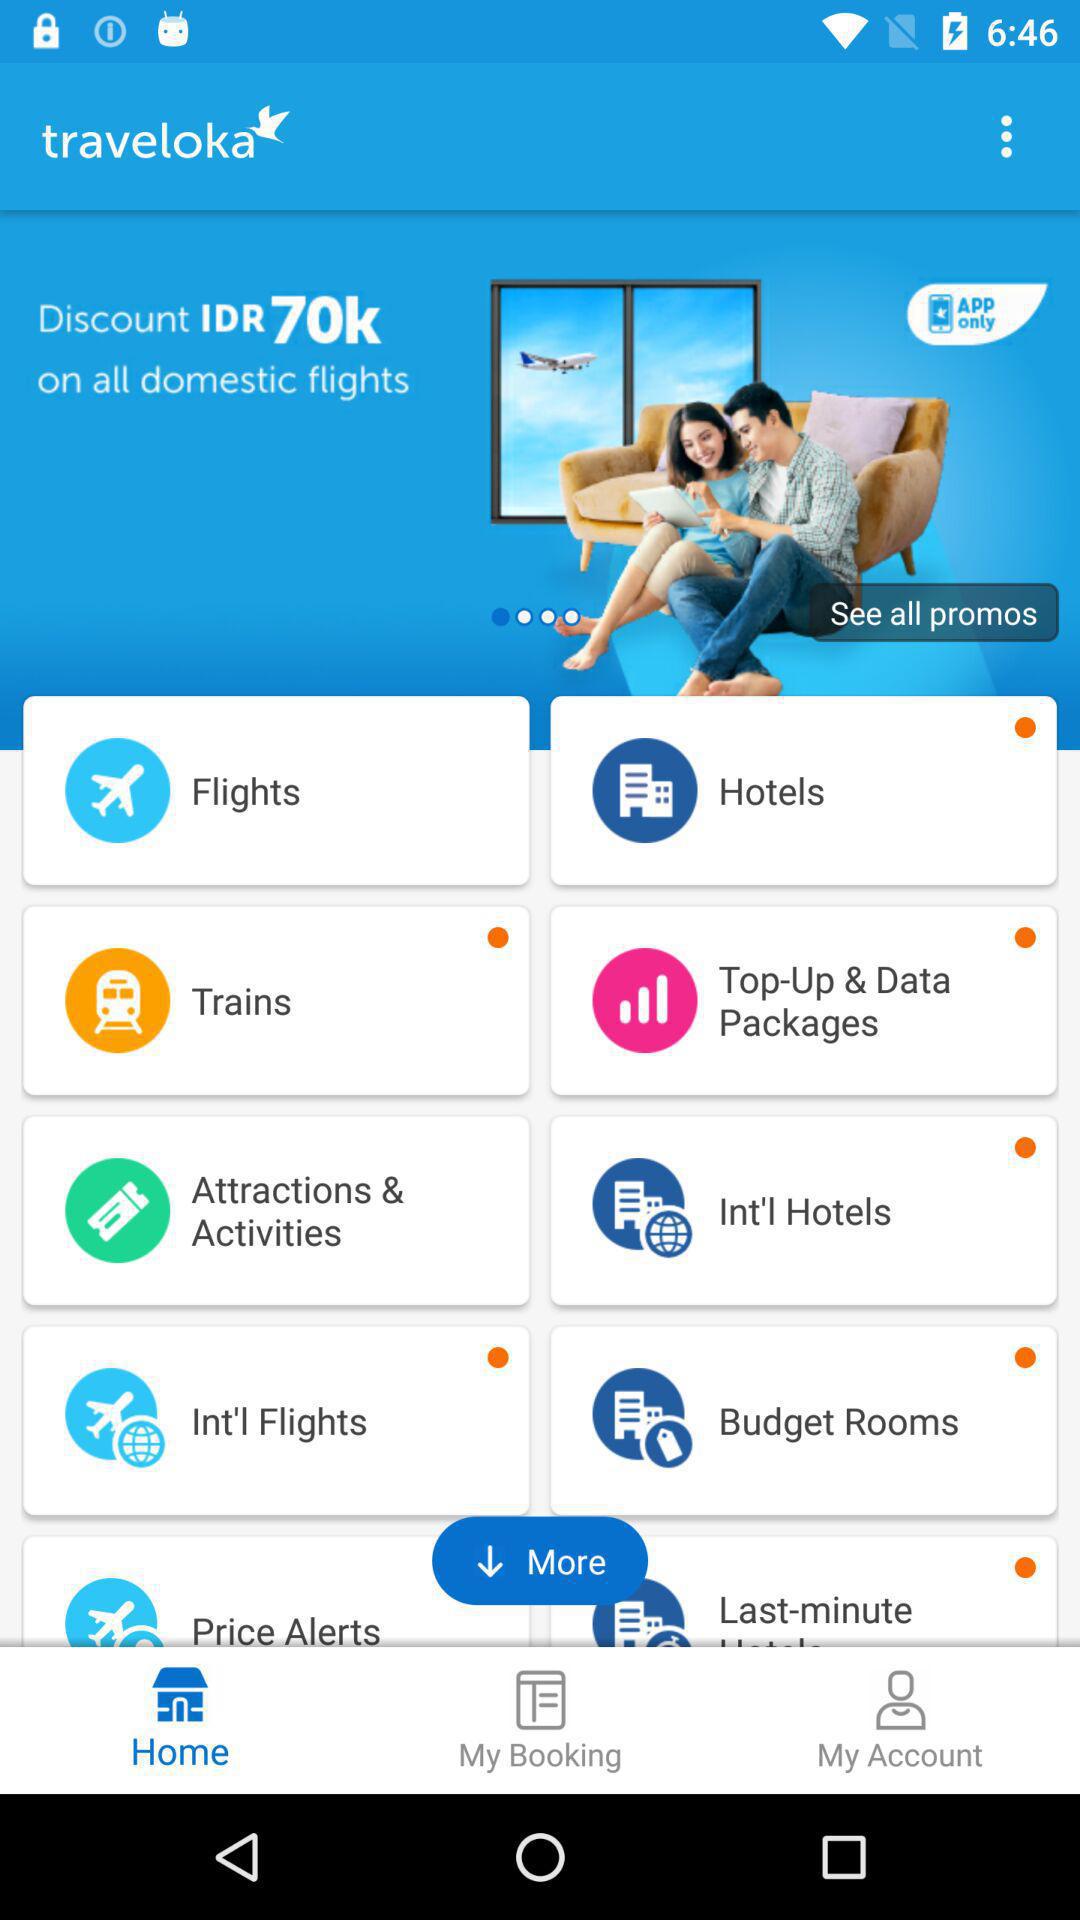 6:46
traveloka
Discount IDR 70k
on all domestic flights
APP
only
See all promos
Flights
Hotels
Trains
Top-Up & Data
Packages
Attractions &
Activities
Int'l Hotels
Int'l Flights
Budget Rooms
More
Price Alerts
Last-minute
Home
My Booking
My Account